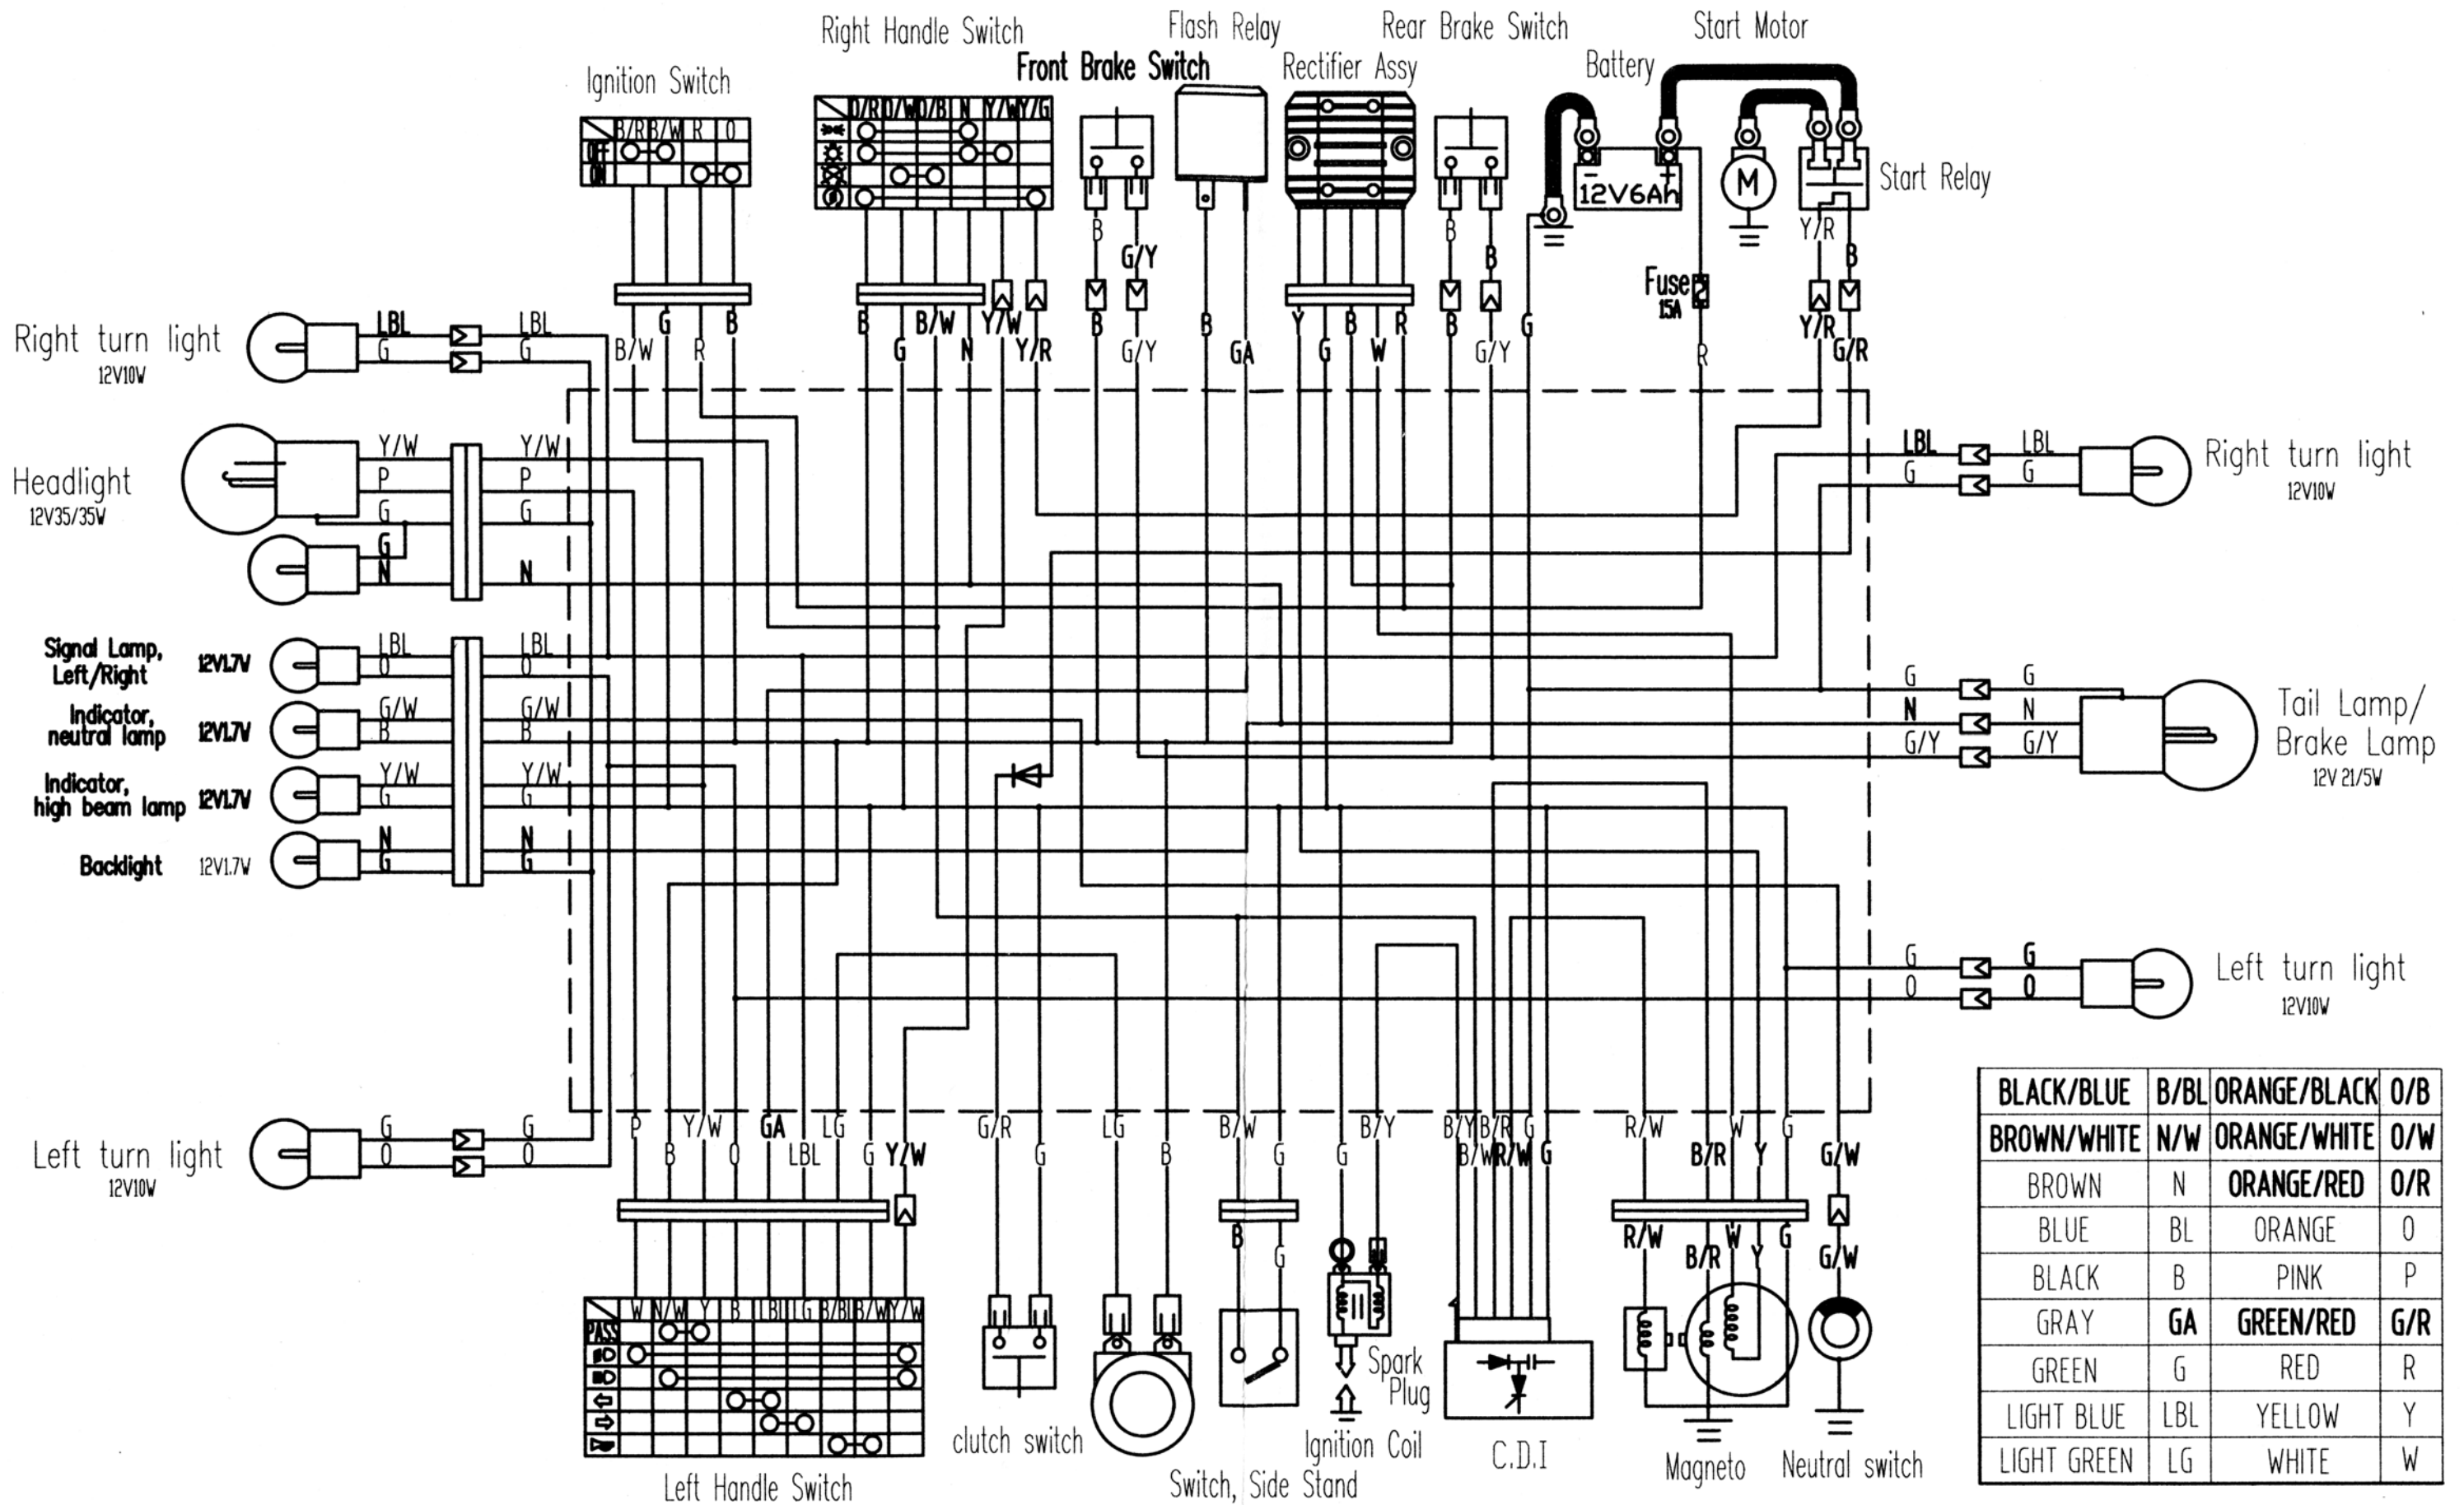 Right Handle Switch
Flash Relay
Rear Brake Switch
Start Motor
Ignition Switch
Front Brake Switch
Rectifier Assy
Battery
B/R B/W R O
OFF
ON
O/R O/W O/B N Y/W Y/G
- +
12V6Ah
M
Start Relay
B G/Y
B B
Y/R B
Fuse
15A
G B
B B/W Y/W
B B
Y B R
B G
Y/R
B/W R
G N Y/R
G/Y GA
G W
G/Y R
G/R
Right turn light
12V10W
LBL LBL
G G
Headlight
12V35/35W
Y/W Y/W
P P
G G
G
N N
LBL LBL
G G
Right turn light
12V10W
Signal Lamp,
Left/Right
12V1.7W
LBL LBL
O O
Indicator,
neutral lamp
12V1.7W
G/W G/W
B B
Indicator,
high beam lamp
12V1.7W
Y/W Y/W
G G
Backlight
12V1.7W
N N
G G
G G
N N
G/Y G/Y
Tail Lamp/
Brake Lamp
12V 21/5W
G G
O O
Left turn light
12V10W
Left turn light
12V10W
G G
O O
P Y/W GA LG
B O LBL G Y/W
G/R LG B/W B/Y B/Y B/R G
G B G G B/W R/W G
R/W W G
B/R Y G/W
B G
R/W W G
B/R Y G/W
W N/W Y B LBL LG B/BL B/W Y/W
PASS
Left Handle Switch
clutch switch
Switch, Side Stand
Spark
Plug
Ignition Coil
C.D.I
Magneto
Neutral switch
BLACK/BLUE B/BL ORANGE/BLACK O/B
BROWN/WHITE N/W ORANGE/WHITE O/W
BROWN N ORANGE/RED O/R
BLUE BL ORANGE O
BLACK B PINK P
GRAY GA GREEN/RED G/R
GREEN G RED R
LIGHT BLUE LBL YELLOW Y
LIGHT GREEN LG WHITE W